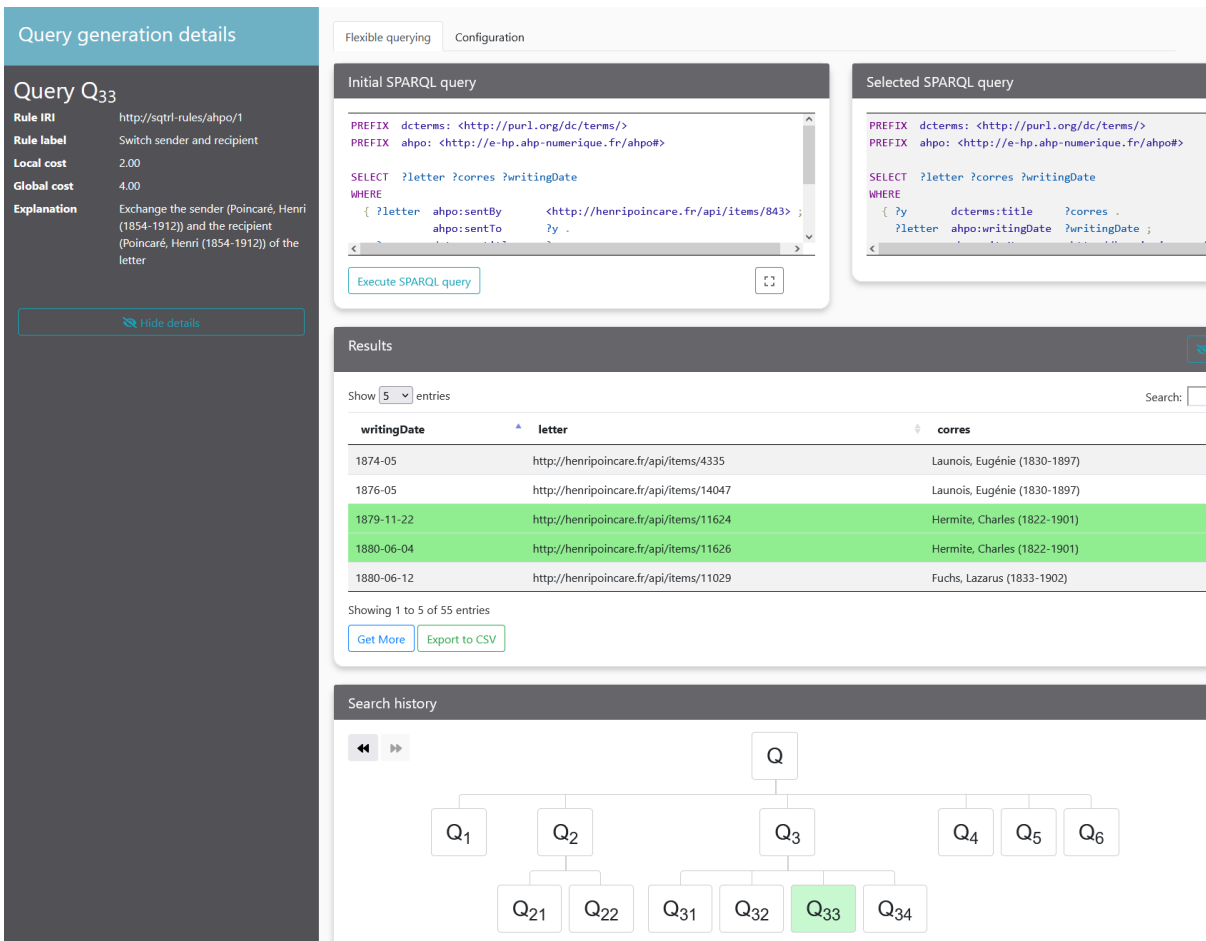 Query generation details
Query Q33
Rule IRI http://sqtrl-rules/ahpo/1
Rule label Switch sender and recipient
Local cost 2.00
Global cost 4.00
Explanation Exchange the sender (Poincaré, Henri
(1854-1912)) and the recipient
(Poincaré, Henri (1854-1912)) of the
letter
Hide details
Flexible querying Configuration
Initial SPARQL query
PREFIX dcterms: <http://purl.org/dc/terms/>
PREFIX ahpo: <http://e-hp.ahp-numerique.fr/ahpo#>
SELECT ?letter ?corres ?writingDate
WHERE
{ ?letter ahpo:sentBy <http://henripoincare.fr/api/items/843> ;
ahpo:sentTo ?y .
Execute SPARQL query
Selected SPARQL query
PREFIX dcterms: <http://purl.org/dc/terms/>
PREFIX ahpo: <http://e-hp.ahp-numerique.fr/ahpo#>
SELECT ?letter ?corres ?writingDate
WHERE
{ ?y dcterms:title ?corres .
?letter ahpo:writingDate ?writingDate ;
Results
Show 5 entries
Search:
writingDate letter corres
1874-05 http://henripoincare.fr/api/items/4335 Launois, Eugénie (1830-1897)
1876-05 http://henripoincare.fr/api/items/14047 Launois, Eugénie (1830-1897)
1879-11-22 http://henripoincare.fr/api/items/11624 Hermite, Charles (1822-1901)
1880-06-04 http://henripoincare.fr/api/items/11626 Hermite, Charles (1822-1901)
1880-06-12 http://henripoincare.fr/api/items/11029 Fuchs, Lazarus (1833-1902)
Showing 1 to 5 of 55 entries
Get More Export to CSV
Search history
Q
Q1 Q2 Q3 Q4 Q5 Q6
Q21 Q22 Q31 Q32 Q33 Q34